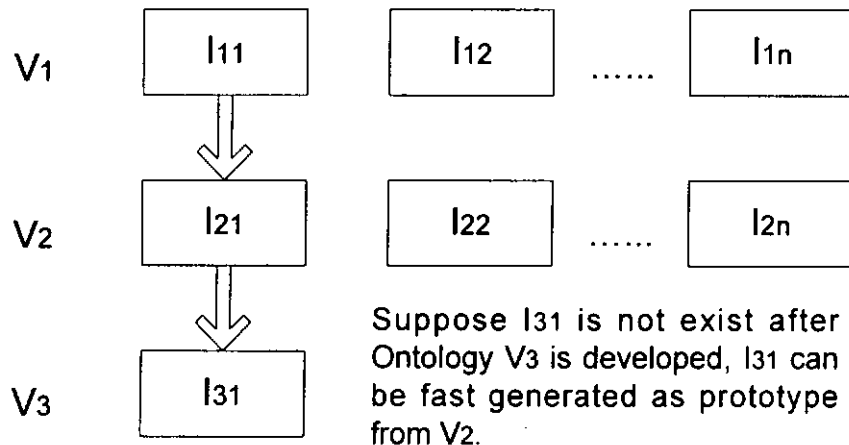 V1 I11 I12 ...... I1n
V2 I21 I22 ...... I2n
Suppose I31 is not exist after
Ontology V3 is developed, I31 can
be fast generated as prototype
from V2.
V3 I31